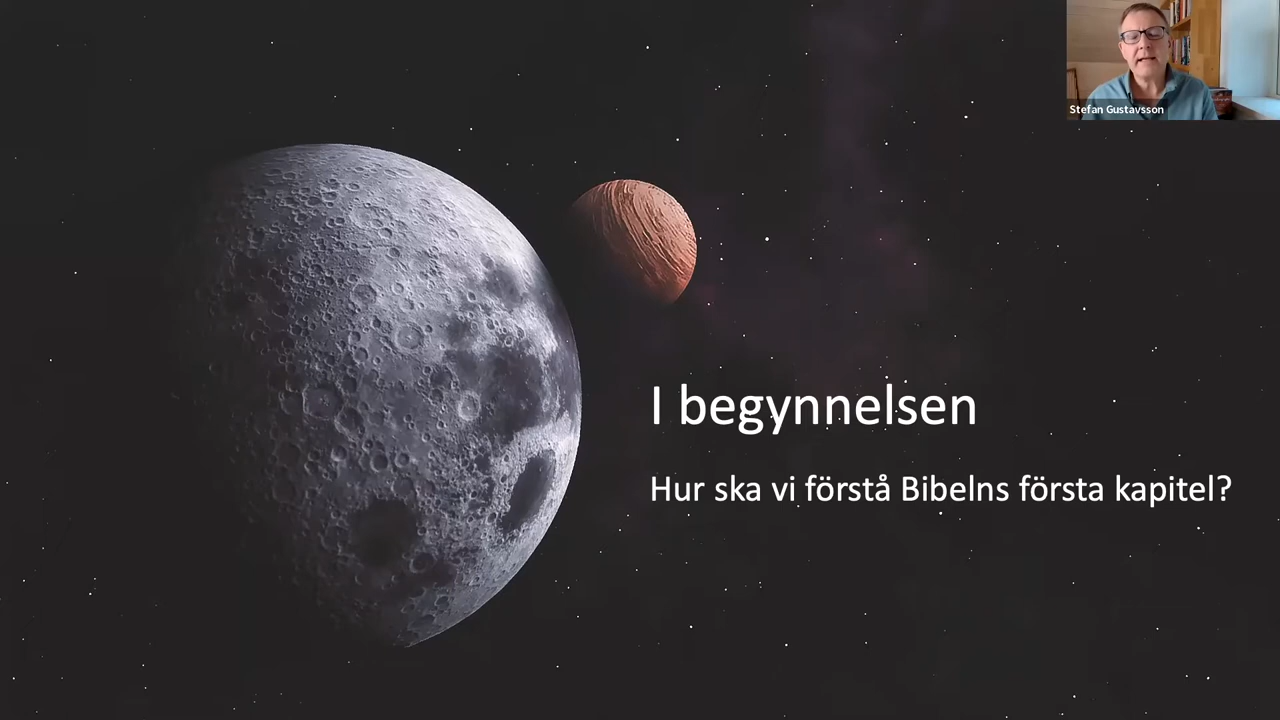 Stefan Gustavsson
I begynnelsen
Hur ska vi förstå Bibelns första kapitel?